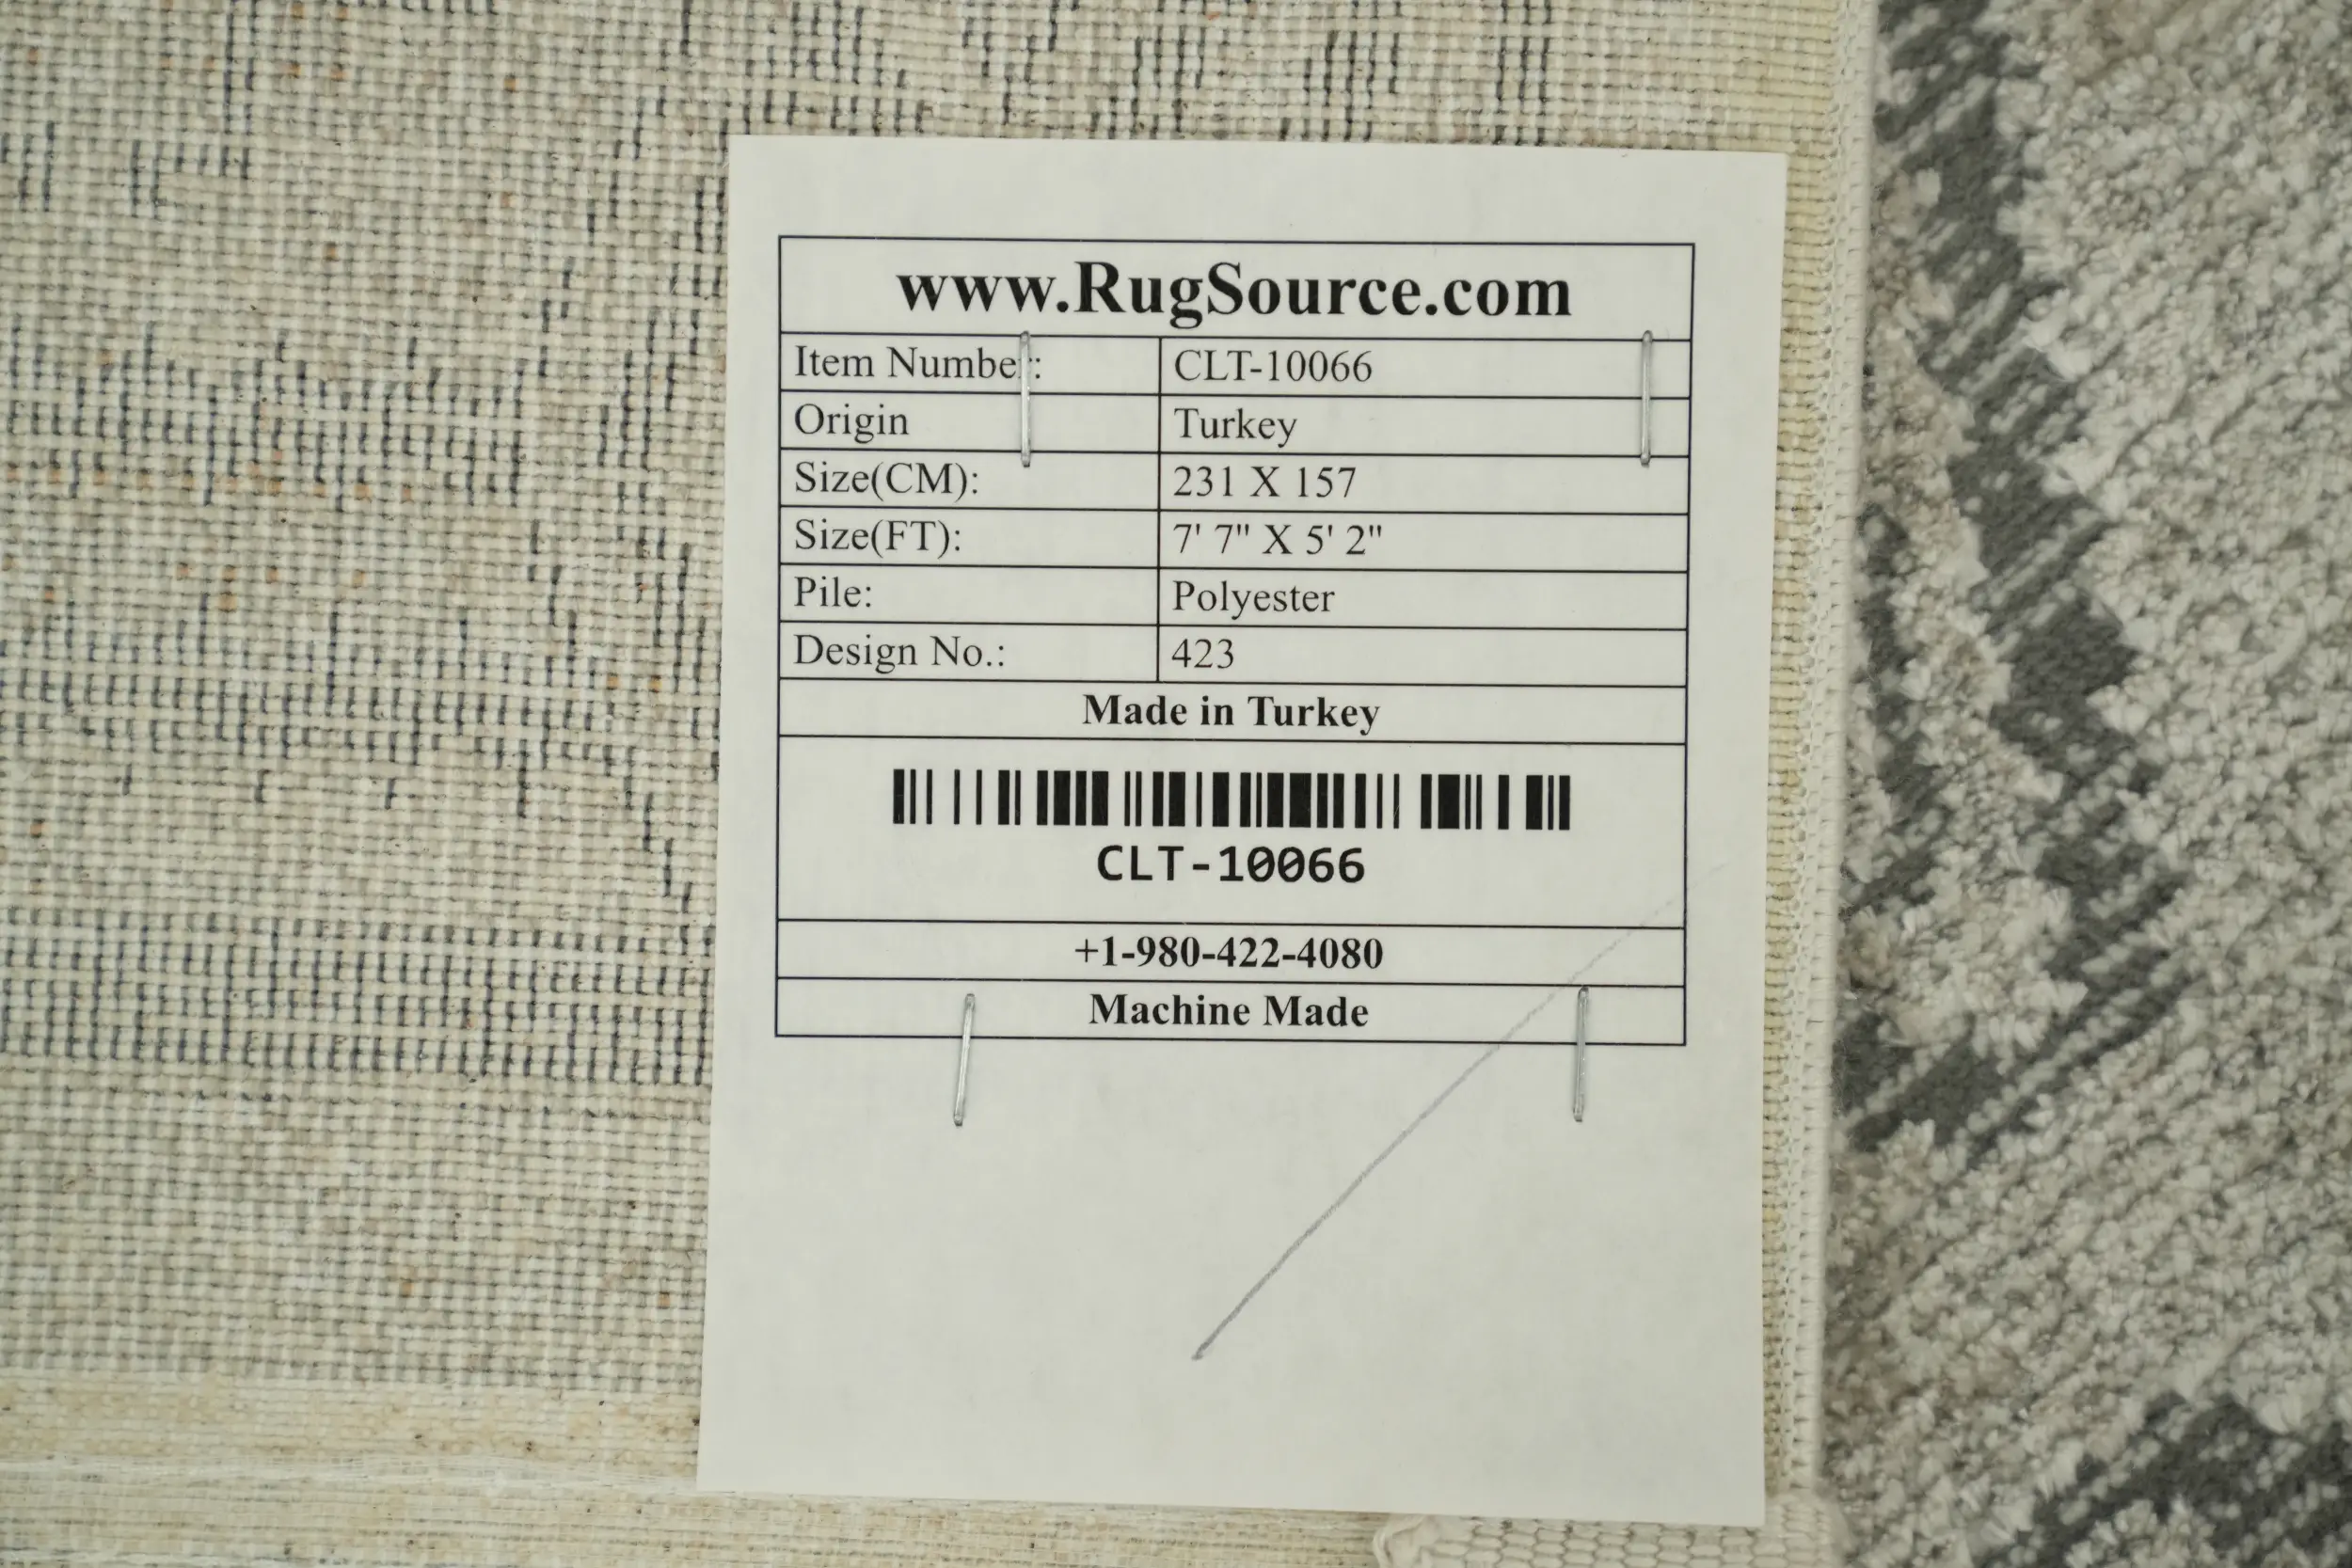 www.RugSource.com
Item Number: CLT-10066
Origin Turkey
Size(CM): 231 X 157
Size(FT): 7' 7" X 5' 2"
Pile: Polyester
Design No.: 423
Made in Turkey
CLT-10066
+1-980-422-4080
Machine Made